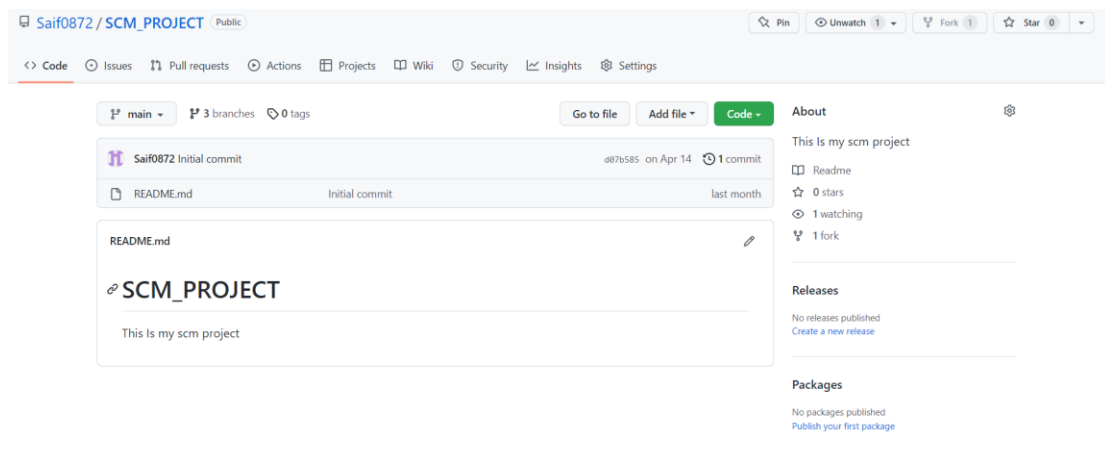 Saif0872 / SCM_PROJECT Public Pin Unwatch 1 Fork 1 Star 0
<> Code Issues Pull requests Actions Projects Wiki Security Insights Settings
main 3 branches 0 tags Go to file Add file Code
Saif0872 Initial commit d07b585 on Apr 14 1 commit
README.md Initial commit last month
README.md
SCM_PROJECT
This Is my scm project
About
This Is my scm project
Readme
0 stars
1 watching
1 fork
Releases
No releases published
Create a new release
Packages
No packages published
Publish your first package